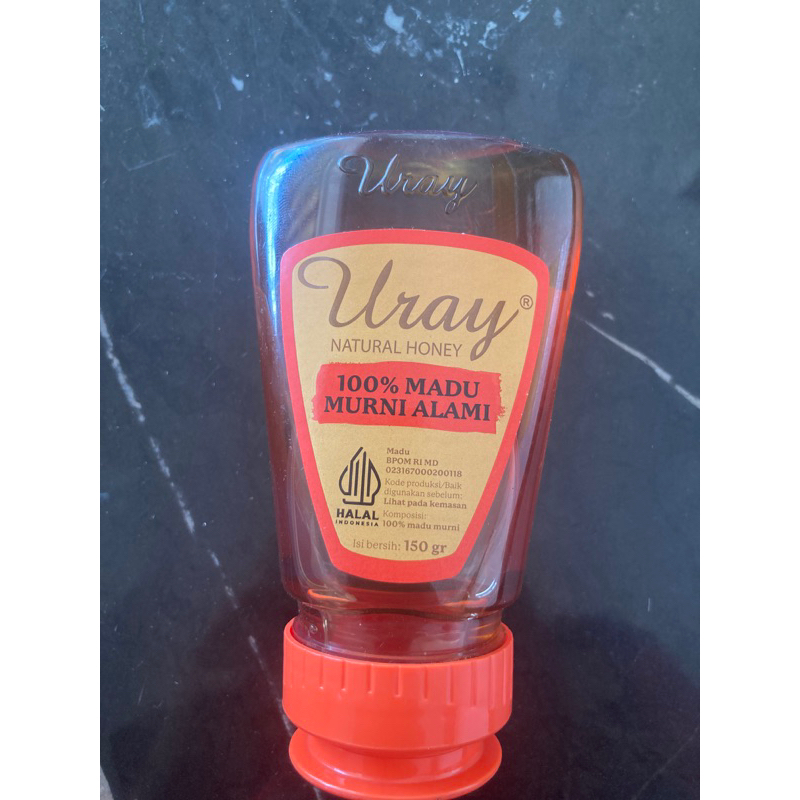 Uray
Uray®
NATURAL HONEY
100% MADU
MURNI ALAMI
Madu
BPOM RI MD
023167000200118
Kode produksi/Baik
digunakan sebelum:
Lihat pada kemasan
Komposisi:
100% madu murni
HALAL
INDONESIA
Isi bersih: 150 gr